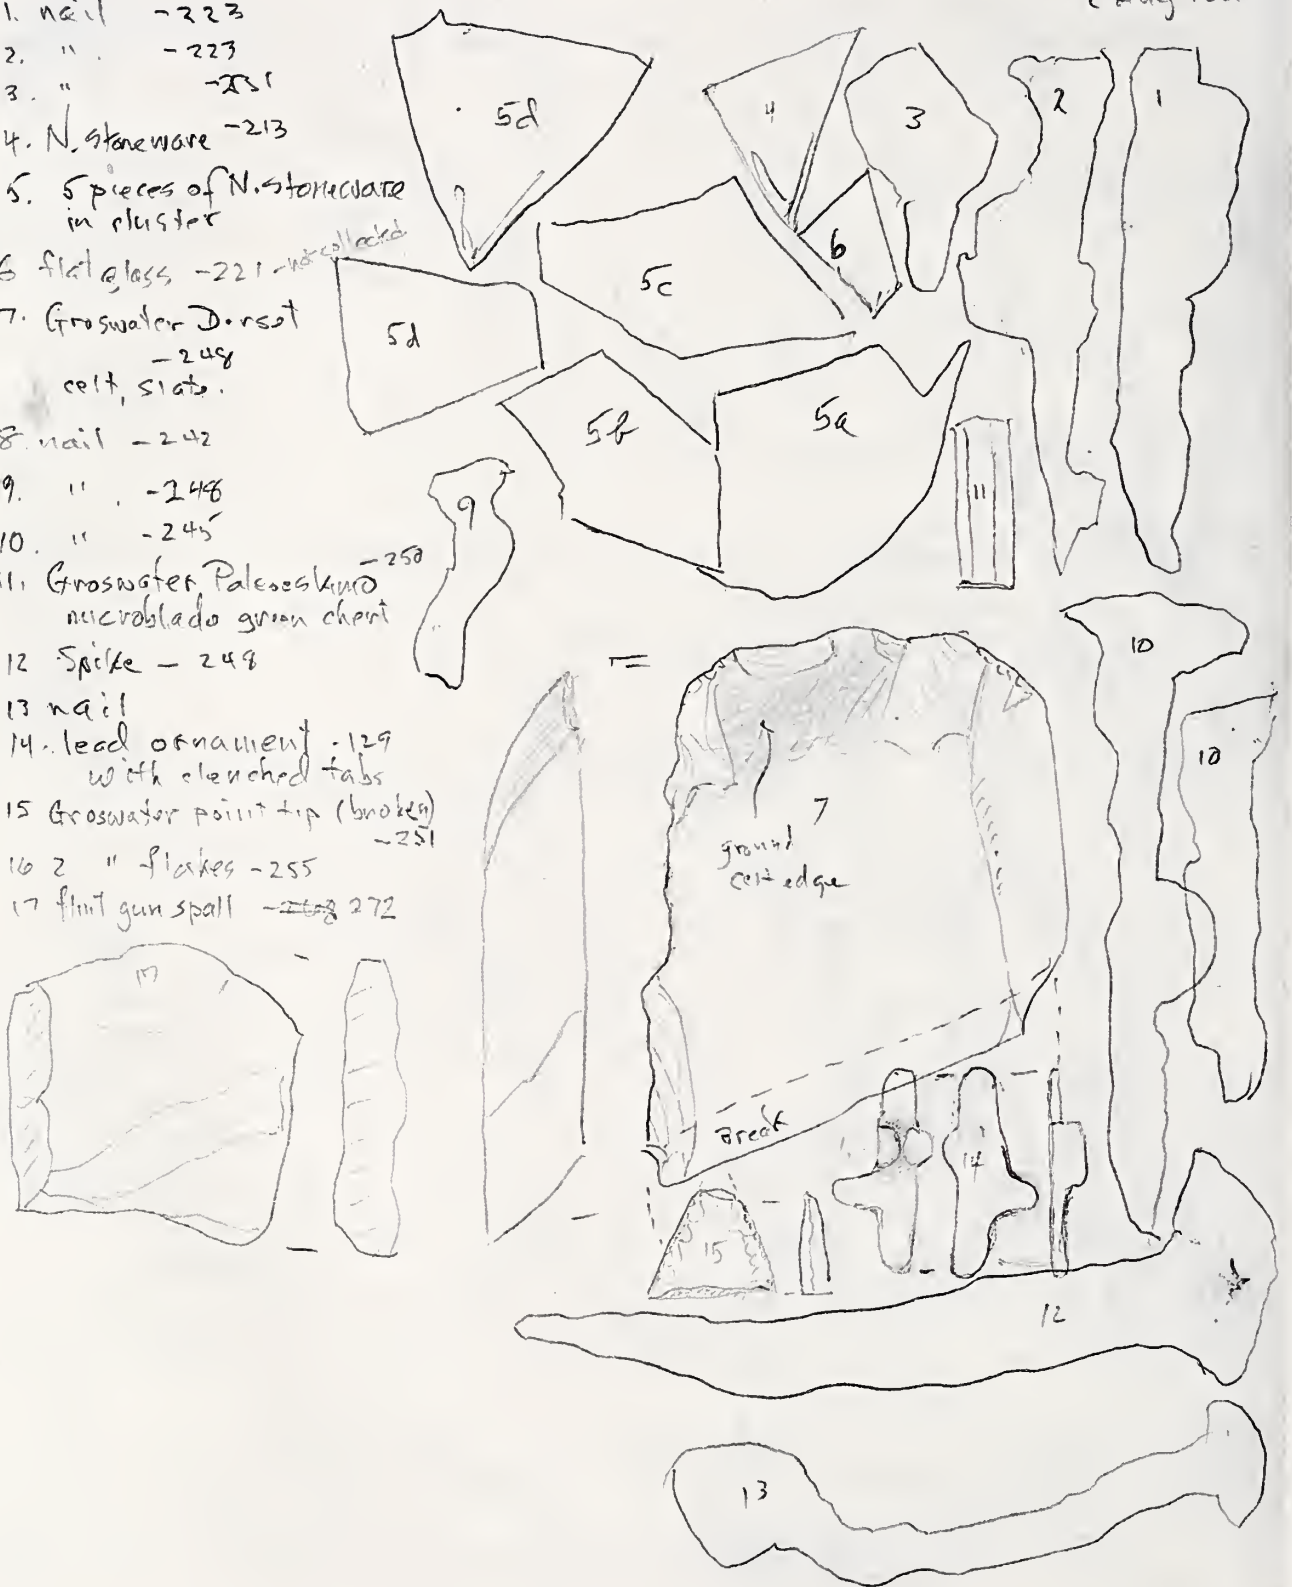 1. nail -223
2. " . -223
3. " -251
4. N. stoneware -213
5. 5 pieces of N. stoneware
in cluster
6 flat glass -221 - not collected
7. Groswater Dorset
-248
celt, slate.
8. nail -242
9. " . -248
10. " -245
11. Groswater Paleoeskimo -250
microblade green chert
12 Spike - 248
13 nail
14. lead ornament -129
with clenched tabs
15 Groswater point tip (broken)
-251
16 2 " flakes -255
17 flint gun spall 272
5d
4
3
2
1
5c
6
5d
5b
5a
11
9
10
10
7
ground
celt edge
17
Break
14
15
12
13